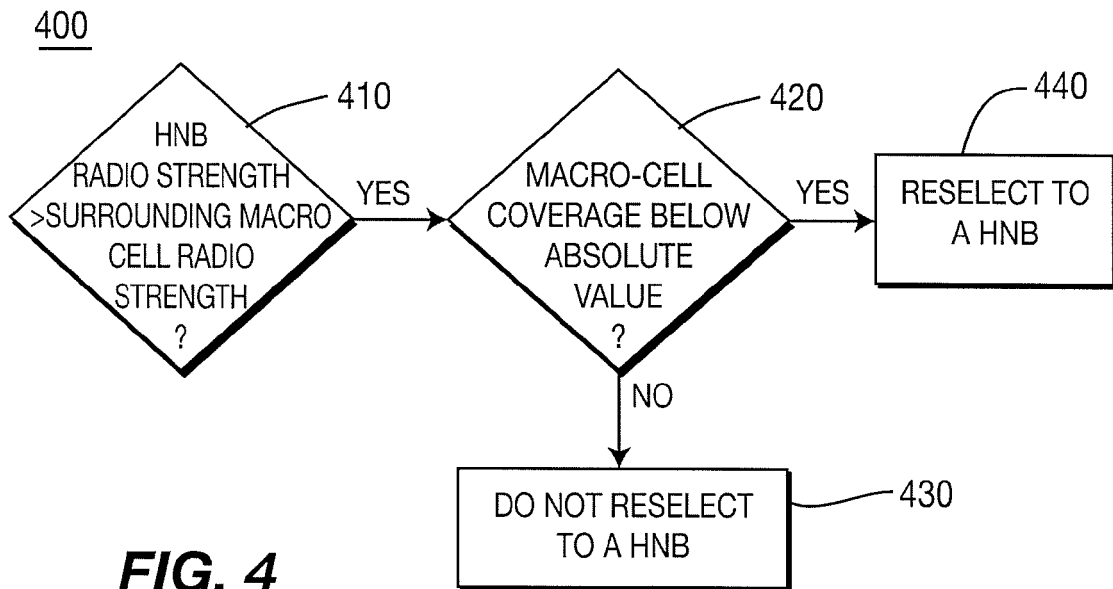 400
410
HNB
RADIO STRENGTH
>SURROUNDING MACRO
CELL RADIO
STRENGTH
?
YES
420
MACRO-CELL
COVERAGE BELOW
ABSOLUTE
VALUE
?
YES
440
RESELECT TO
A HNB
NO
DO NOT RESELECT
TO A HNB
430
FIG. 4